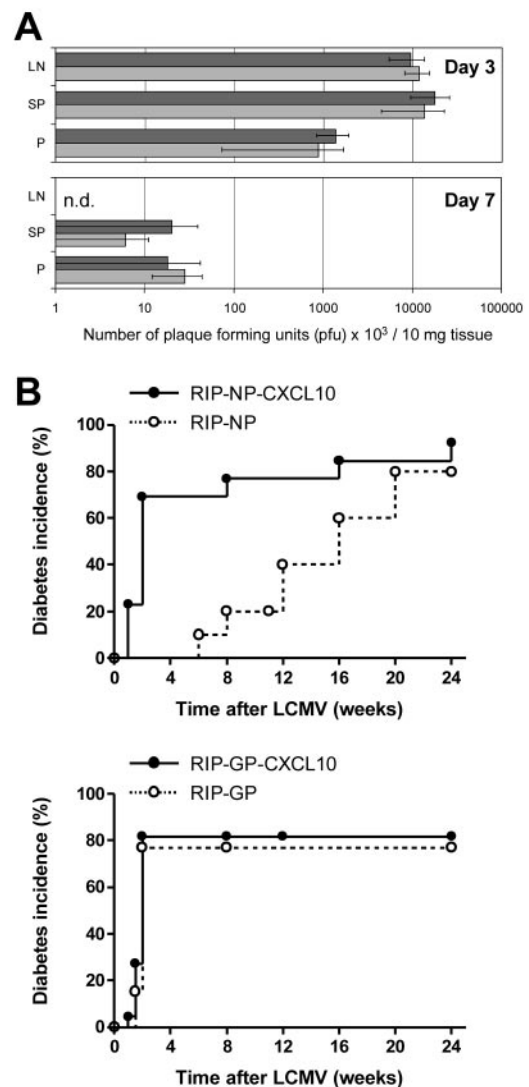 A
LN
SP
P
Day 3
LN
n.d.
SP
P
Day 7
1 10 100 1000 10000 100000
Number of plaque forming units (pfu) x 10³ / 10 mg tissue
B
RIP-NP-CXCL10
RIP-NP
Diabetes incidence (%)
100
80
60
40
20
0
0 4 8 12 16 20 24
Time after LCMV (weeks)
RIP-GP-CXCL10
RIP-GP
Diabetes incidence (%)
100
80
60
40
20
0
0 4 8 12 16 20 24
Time after LCMV (weeks)